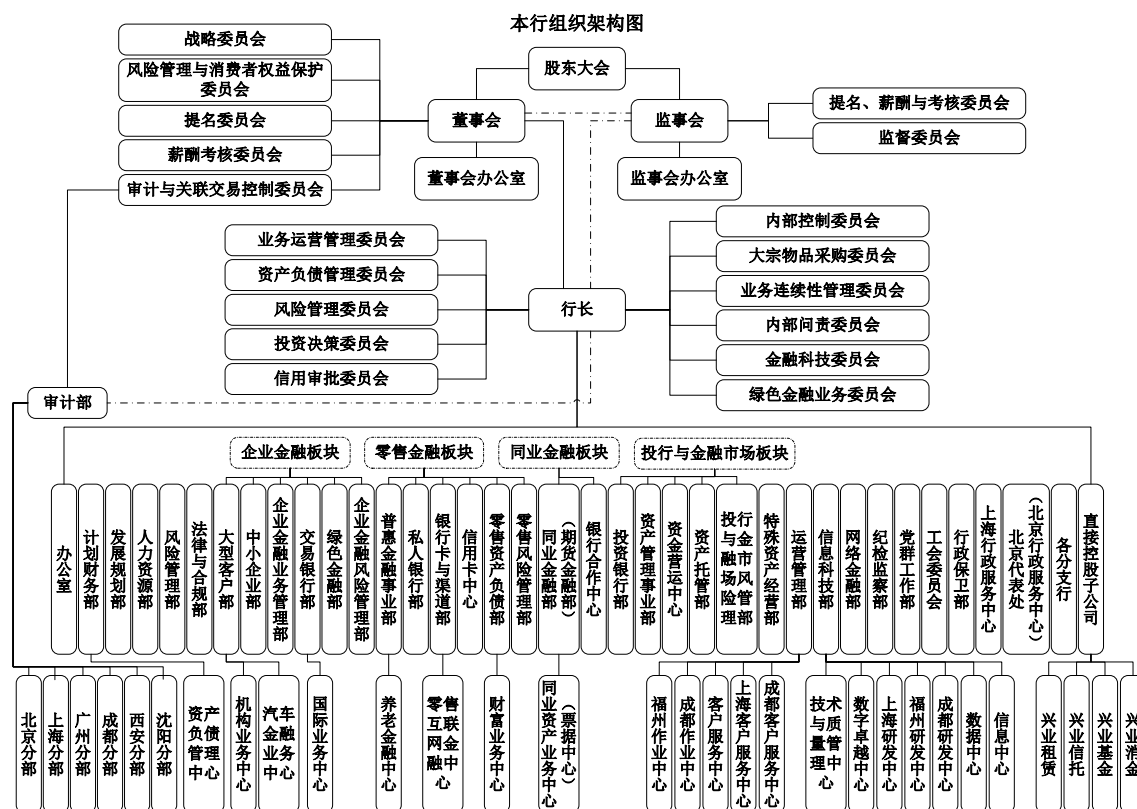 本行组织架构图
战略委员会
风险管理与消费者权益保护
委员会
提名委员会
薪酬考核委员会
审计与关联交易控制委员会
股东大会
董事会
监事会
董事会办公室
监事会办公室
提名、薪酬与考核委员会
监督委员会
业务运营管理委员会
资产负债管理委员会
风险管理委员会
投资决策委员会
信用审批委员会
行长
内部控制委员会
大宗物品采购委员会
业务连续性管理委员会
内部问责委员会
金融科技委员会
绿色金融业务委员会
审计部
企业金融板块
零售金融板块
同业金融板块
投行与金融市场板块
办公室
计划财务部
发展规划部
人力资源部
风险管理部
法律与合规部
大型客户部
中小企业部
企业金融业务管理部
交易银行部
绿色金融部
企业金融风险管理部
普惠金融事业部
私人银行部
银行卡与渠道部
信用卡中心
零售资产负债部
零售风险管理部
同业金融部
（期货金融部）
银行合作中心
投资银行部
资产管理事业部
资金营运中心
资产托管部
投行与金融市场风险管理部
特殊资产经营部
运营管理部
信息科技部
网络金融部
纪检监察部
党群工作部
工会委员会
行政保卫部
上海行政服务中心
北京代表处
（北京行政服务中心）
各分支行
直接控股子公司
北京分部
上海分部
广州分部
成都分部
西安分部
沈阳分部
资产负债管理中心
机构业务中心
汽车金融业务中心
国际业务中心
养老金融中心
零售互联网金融中心
财富业务中心
同业资产业务中心
（票据中心）
福州作业中心
成都作业中心
客户服务中心
上海客户服务中心
成都客户服务中心
技术与质量管理中心
数字卓越中心
上海研发中心
福州研发中心
成都研发中心
数据中心
信息中心
兴业租赁
兴业信托
兴业基金
兴业消金